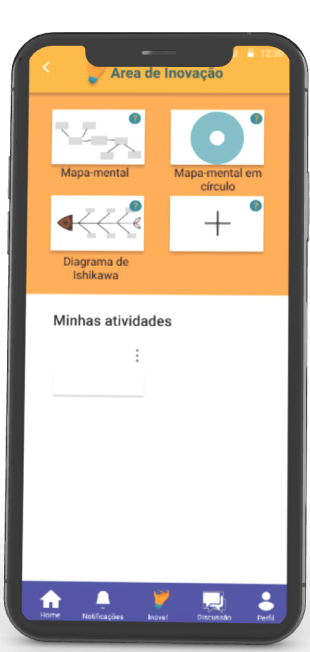 12:30
Área de Inovação
?
?
Mapa-mental
Mapa-mental em
círculo
?
?
Diagrama de
Ishikawa
Minhas atividades
Home
Notificações
Inova!
Discussão
Perfil